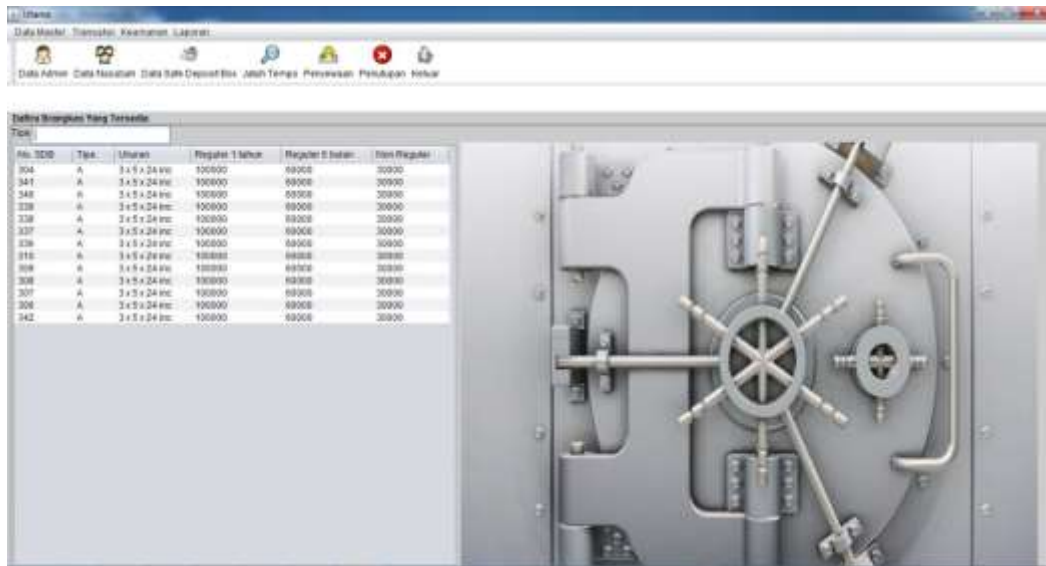 Utama
Data Master Transaksi Keamanan Laporan
Data Admin Data Nasabah Data Safe Deposit Box Jatuh Tempo Penyewaan Penutupan Keluar
Daftra Brangkas Yang Tersedia
Tipe
No. SDB Tipe Ukuran Reguler 1 tahun Reguler 6 bulan Non Reguler
304 A 3 x 5 x 24 inc 100000 60000 30000
341 A 3 x 5 x 24 inc 100000 60000 30000
340 A 3 x 5 x 24 inc 100000 60000 30000
339 A 3 x 5 x 24 inc 100000 60000 30000
338 A 3 x 5 x 24 inc 100000 60000 30000
337 A 3 x 5 x 24 inc 100000 60000 30000
336 A 3 x 5 x 24 inc 100000 60000 30000
310 A 3 x 5 x 24 inc 100000 60000 30000
309 A 3 x 5 x 24 inc 100000 60000 30000
308 A 3 x 5 x 24 inc 100000 60000 30000
307 A 3 x 5 x 24 inc 100000 60000 30000
306 A 3 x 5 x 24 inc 100000 60000 30000
342 A 3 x 5 x 24 inc 100000 60000 30000